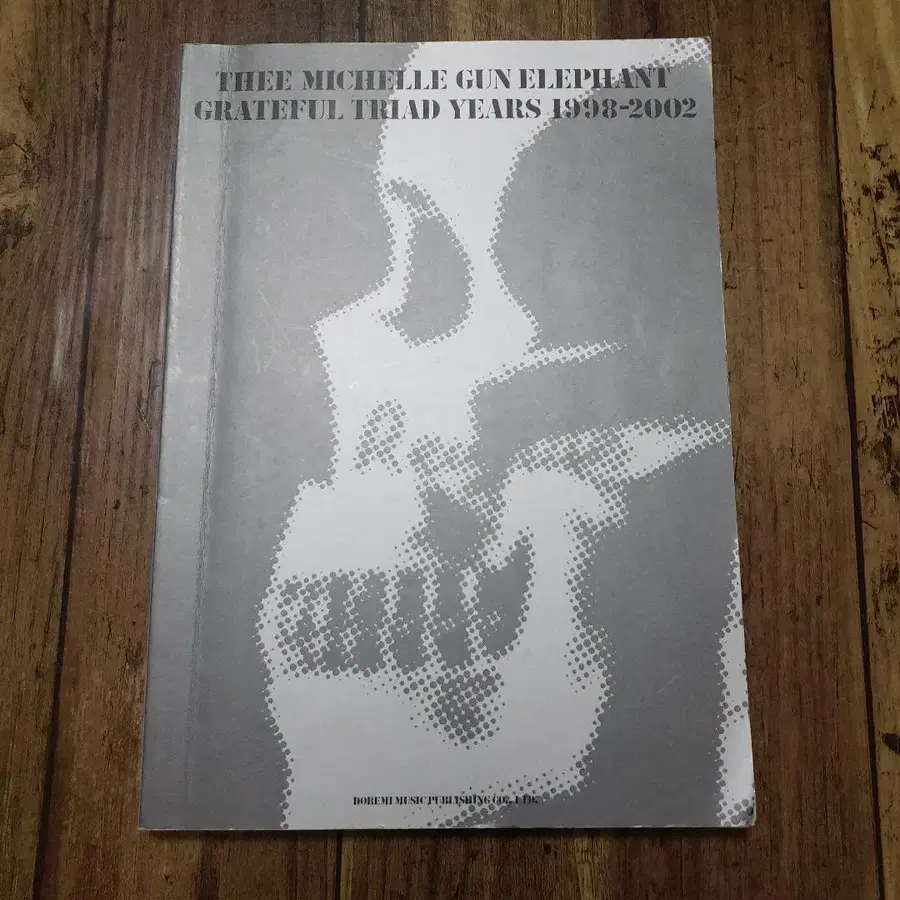 THEE MICHELLE GUN ELEPHANT
GRATEFUL TRIAD YEARS 1998-2002
DOREMI MUSIC PUBLISHING CO., LTD.